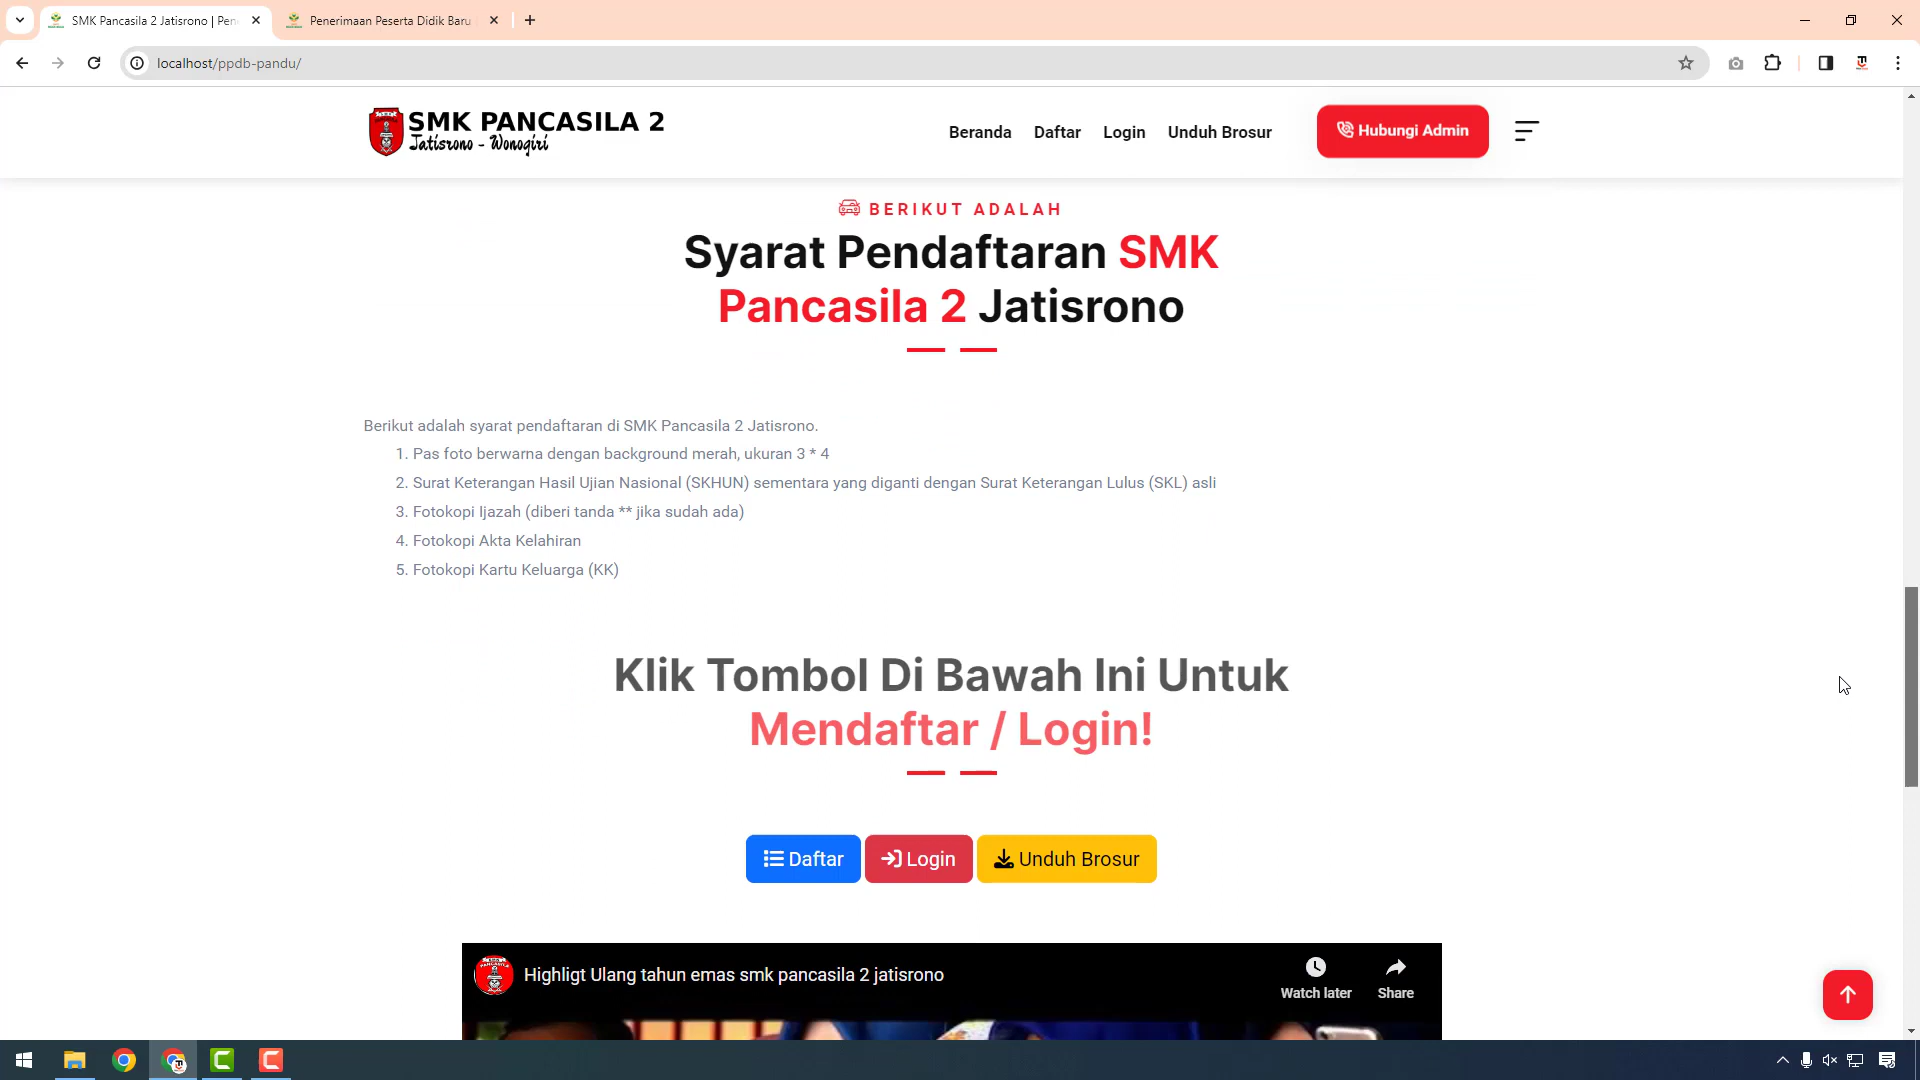 SMK Pancasila 2 Jatisrono | Pen
Penerimaan Peserta Didik Baru
localhost/ppdb-pandu/
SMK PANCASILA 2
Jatisrono - Wonogiri
Beranda
Daftar
Login
Unduh Brosur
Hubungi Admin
BERIKUT ADALAH
Syarat Pendaftaran SMK
Pancasila 2 Jatisrono
Berikut adalah syarat pendaftaran di SMK Pancasila 2 Jatisrono.
1. Pas foto berwarna dengan background merah, ukuran 3 * 4
2. Surat Keterangan Hasil Ujian Nasional (SKHUN) sementara yang diganti dengan Surat Keterangan Lulus (SKL) asli
3. Fotokopi Ijazah (diberi tanda ** jika sudah ada)
4. Fotokopi Akta Kelahiran
5. Fotokopi Kartu Keluarga (KK)
Klik Tombol Di Bawah Ini Untuk
Mendaftar / Login!
Daftar
Login
Unduh Brosur
Highligt Ulang tahun emas smk pancasila 2 jatisrono
Watch later
Share